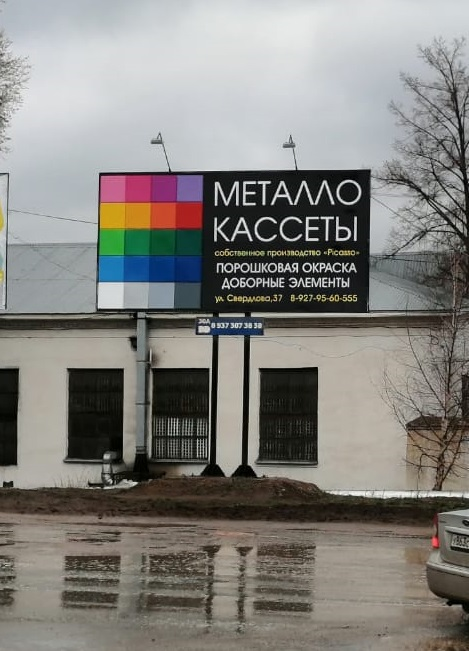 МЕТАЛЛО
КАССЕТЫ
собственное производство «Picasso»
ПОРОШКОВАЯ ОКРАСКА
ДОБОРНЫЕ ЭЛЕМЕНТЫ
ул. Свердлова,37 8-927-95-60-555
30А
8 937 307 38 38